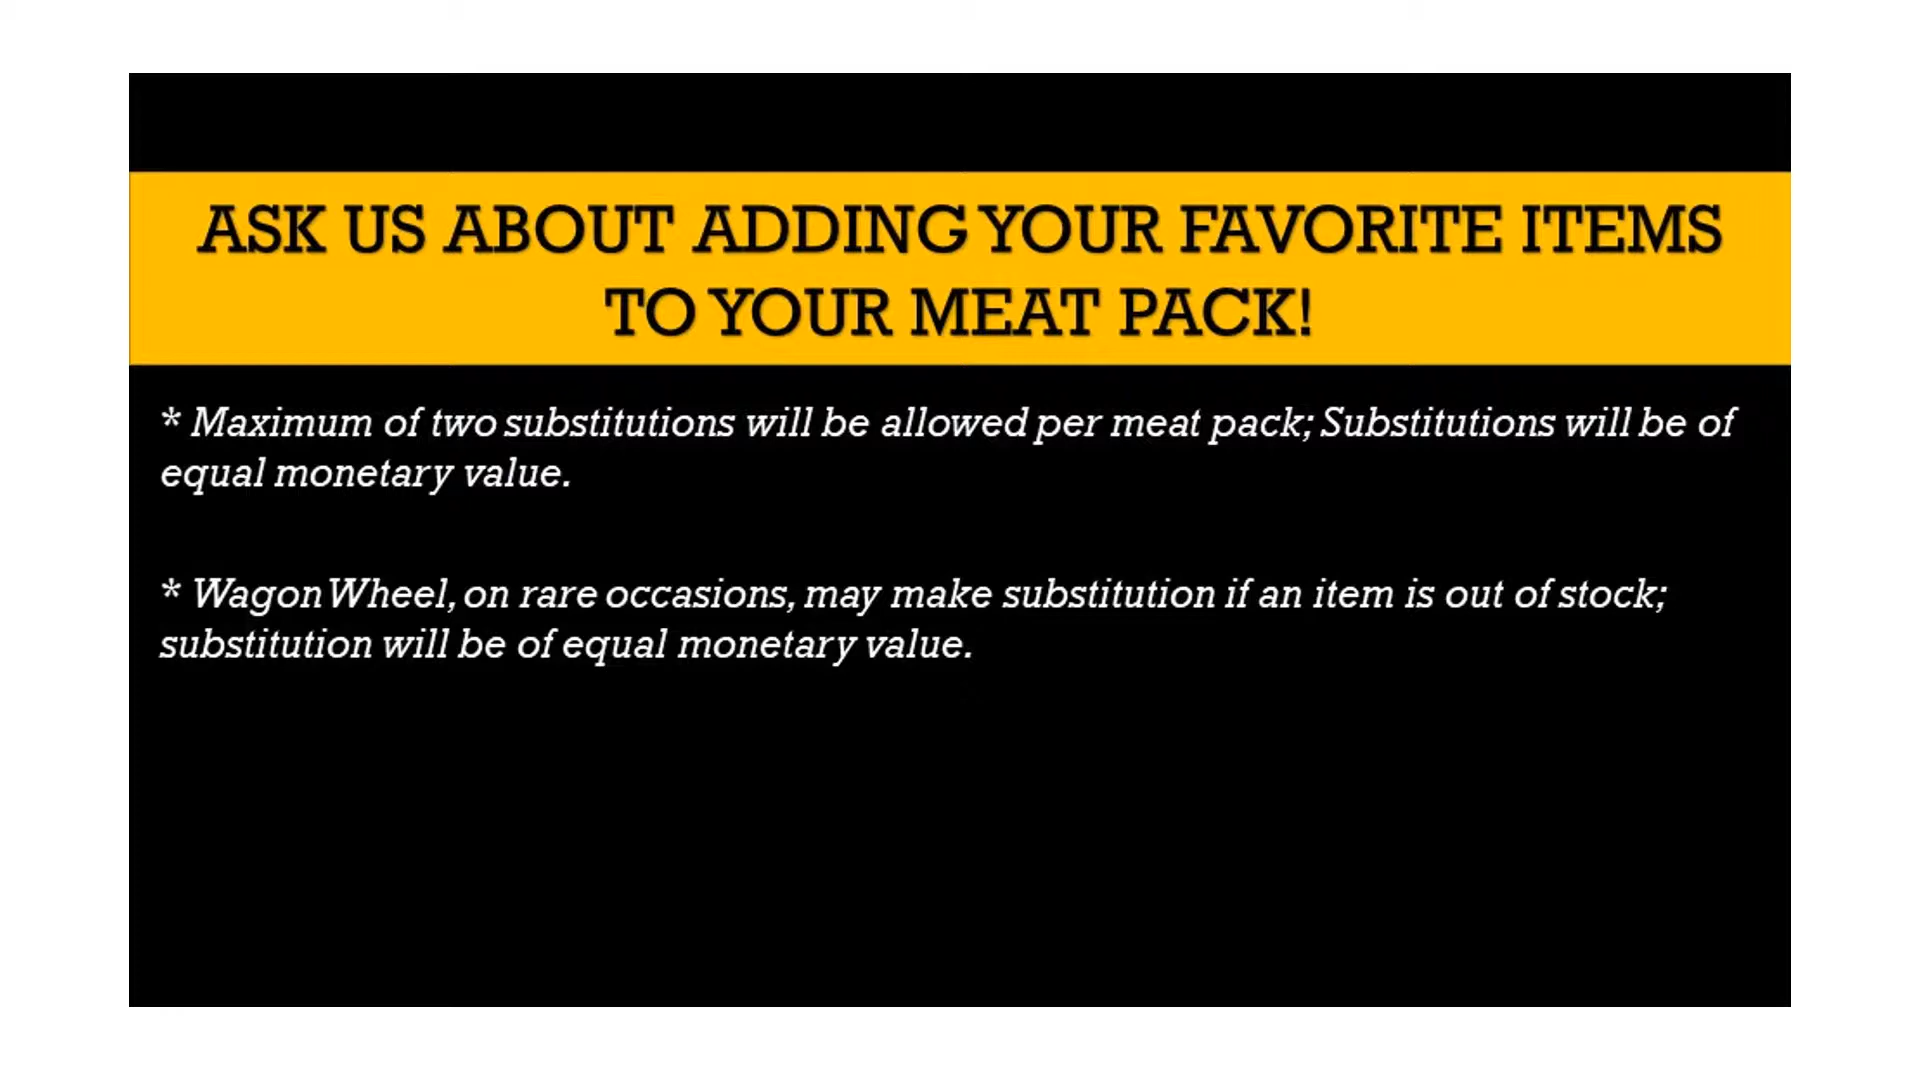 ASK US ABOUT ADDING YOUR FAVORITE ITEMS
TO YOUR MEAT PACK!
* Maximum of two substitutions will be allowed per meat pack; Substitutions will be of
equal monetary value.
* Wagon Wheel, on rare occasions, may make substitution if an item is out of stock;
substitution will be of equal monetary value.